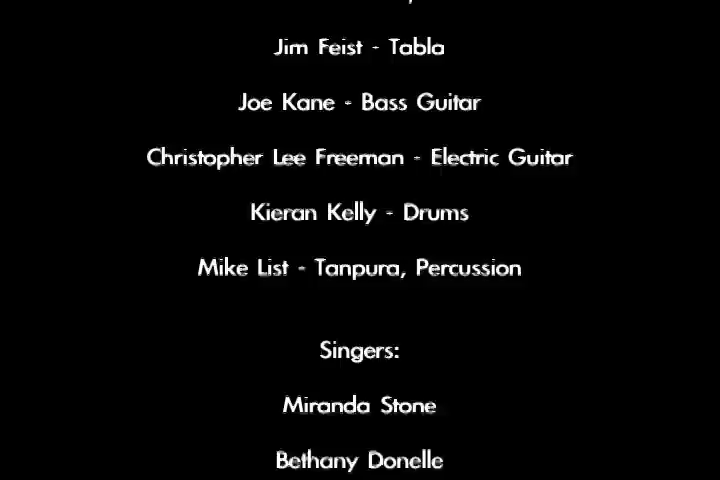 Jim Feist - Tabla
Joe Kane - Bass Guitar
Christopher Lee Freeman - Electric Guitar
Kieran Kelly - Drums
Mike List - Tanpura, Percussion
Singers:
Miranda Stone
Bethany Donelle